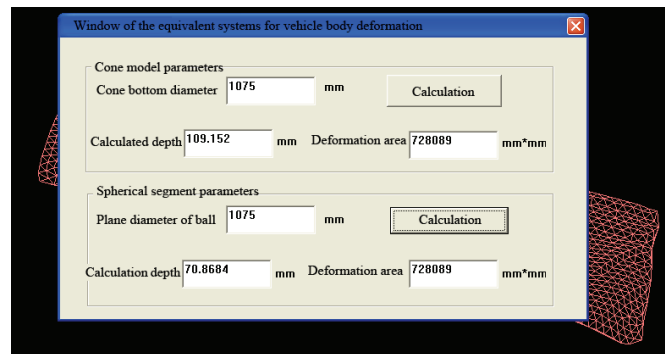 Window of the equivalent systems for vehicle body deformation
Cone model parameters
Cone bottom diameter 1075 mm Calculation
Calculated depth 109.152 mm Deformation area 728089 mm*mm
Spherical segment parameters
Plane diameter of ball 1075 mm Calculation
Calculation depth 70.8684 mm Deformation area 728089 mm*mm